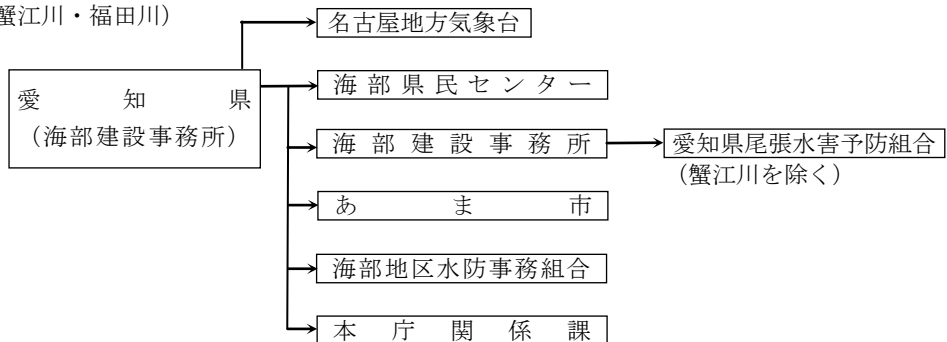 蟹江川・福田川）
名古屋地方気象台
愛知県
（海部建設事務所）
海部県民センター
海部建設事務所
愛知県尾張水害予防組合
（蟹江川を除く）
あま市
海部地区水防事務組合
本庁関係課